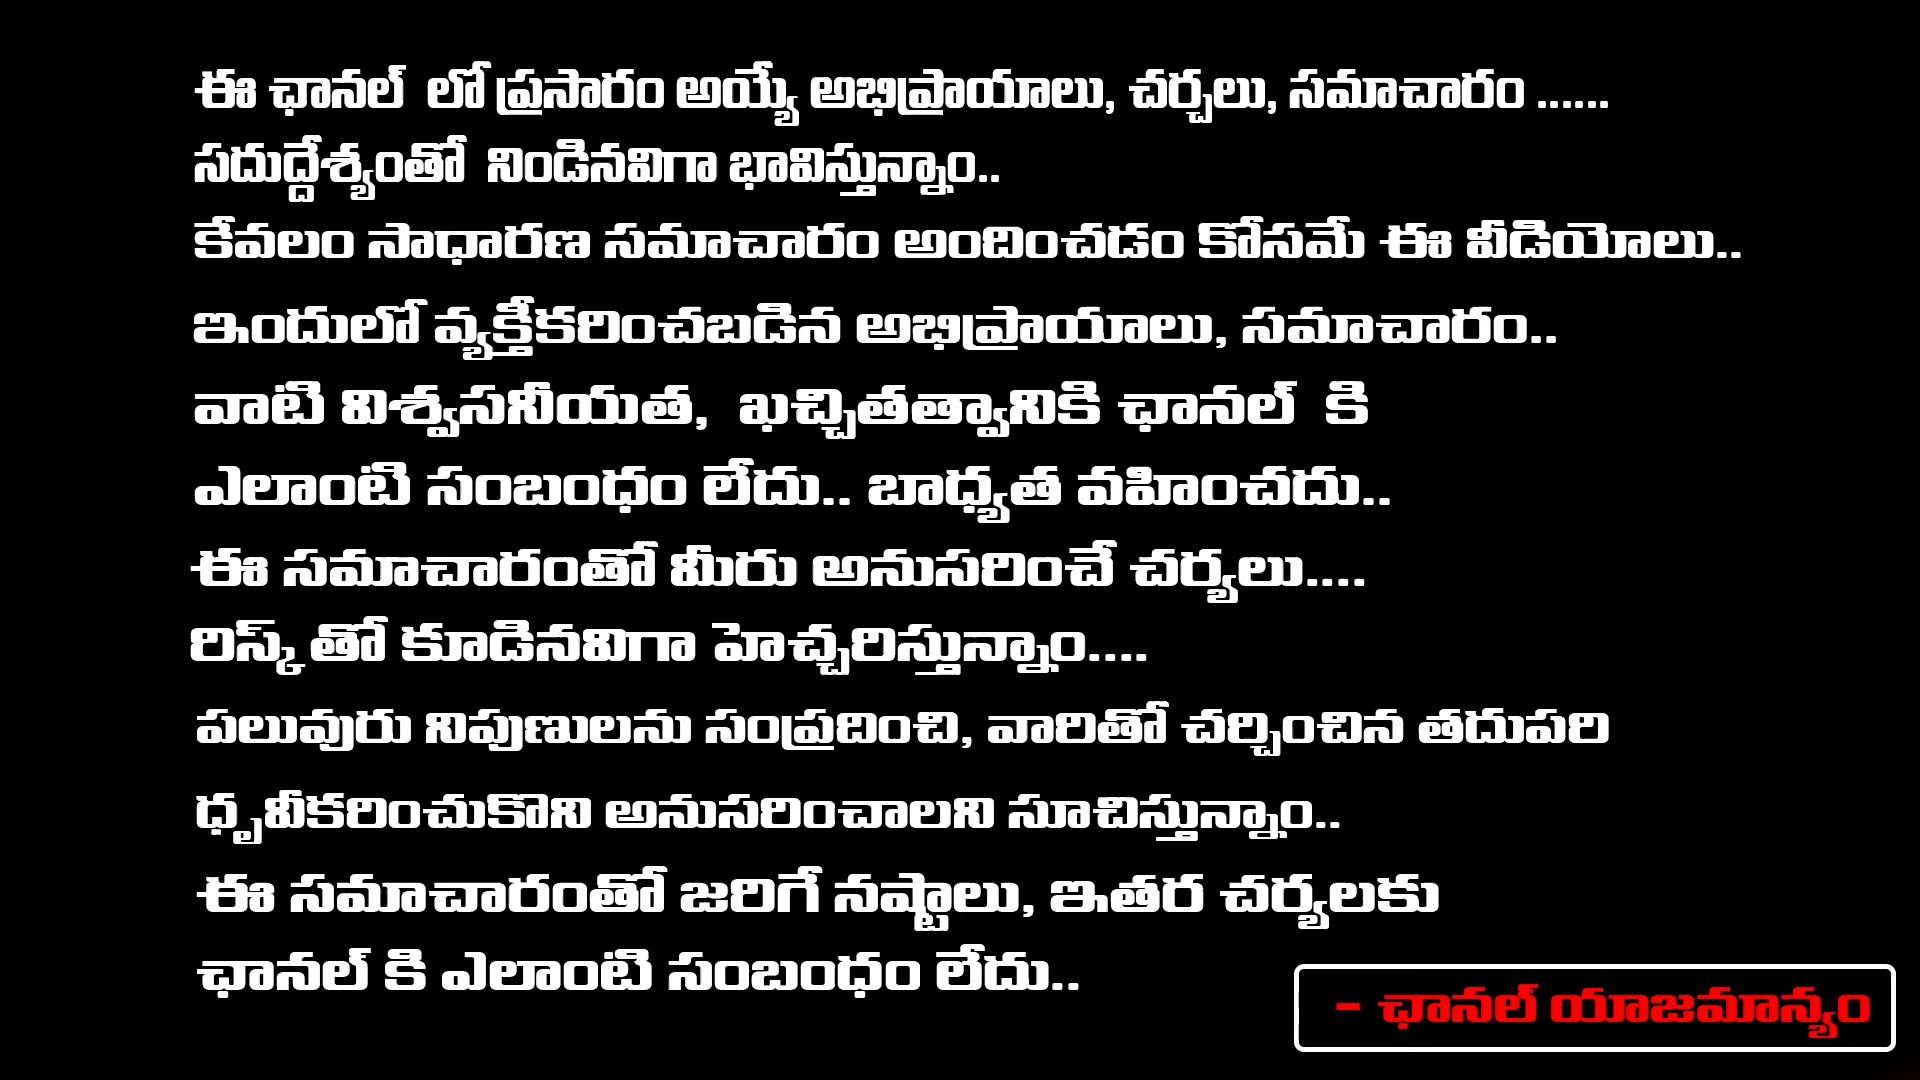 ఈ ఛానల్ లో ప్రసారం అయ్యే అభిప్రాయాలు, చర్చలు, సమాచారం ......
సదుద్దేశ్యంతో నిండినవిగా భావిస్తున్నాం..
కేవలం సాధారణ సమాచారం అందించడం కోసమే ఈ వీడియోలు..
ఇందులో వ్యక్తీకరించబడిన అభిప్రాయాలు, సమాచారం..
వాటి విశ్వసనీయత, ఖచ్చితత్వానికి ఛానల్ కి
ఎలాంటి సంబంధం లేదు.. బాధ్యత వహించదు..
ఈ సమాచారంతో మీరు అనుసరించే చర్యలు....
రిస్క్ తో కూడినవిగా హెచ్చరిస్తున్నాం....
పలువురు నిపుణులను సంప్రదించి, వారితో చర్చించిన తదుపరి
ధృవీకరించుకొని అనుసరించాలని సూచిస్తున్నాం..
ఈ సమాచారంతో జరిగే నష్టాలు, ఇతర చర్యలకు
ఛానల్ కి ఎలాంటి సంబంధం లేదు..
- ఛానల్ యాజమాన్యం